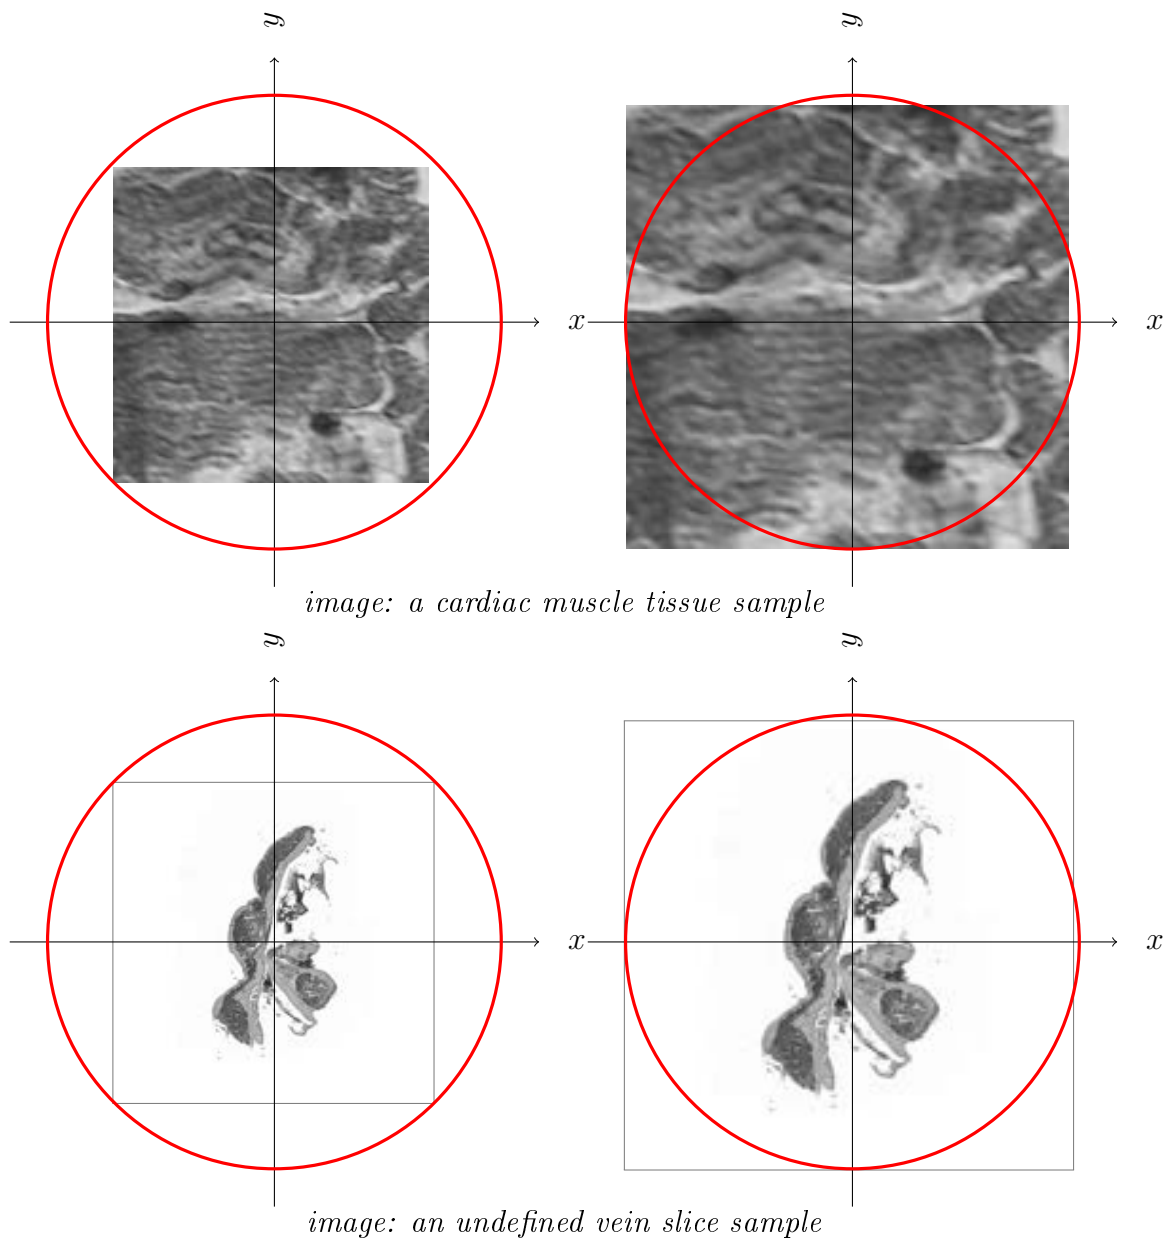 y
y
x
x
image: a cardiac muscle tissue sample
y
y
x
x
image: an undefined vein slice sample